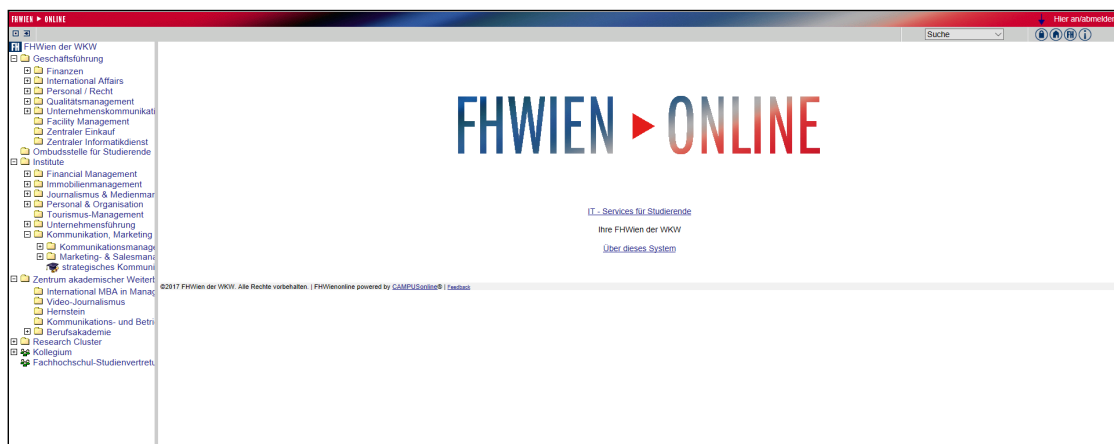 FHWIEN ► ONLINE
Hier an/abmelden
Suche
FH
i
FH FHWien der WKW
Geschäftsführung
Finanzen
International Affairs
Personal / Recht
Qualitätsmanagement
Unternehmenskommunikati
Facility Management
Zentraler Einkauf
Zentraler Informatikdienst
Ombudsstelle für Studierende
Institute
Financial Management
Immobilienmanagement
Journalismus & Medienmar
Personal & Organisation
Tourismus-Management
Unternehmensführung
Kommunikation, Marketing
Kommunikationsmanage
Marketing- & Salesmana
strategisches Kommuni
Zentrum akademischer Weiterb
International MBA in Manag
Video-Journalismus
Hernstein
Kommunikations- und Betri
Berufsakademie
Research Cluster
Kollegium
Fachhochschul-Studienvertretu
FHWIEN ► ONLINE
IT - Services für Studierende
Ihre FHWien der WKW
Über dieses System
©2017 FHWien der WKW. Alle Rechte vorbehalten. | FHWienonline powered by CAMPUSonline® | Feedback